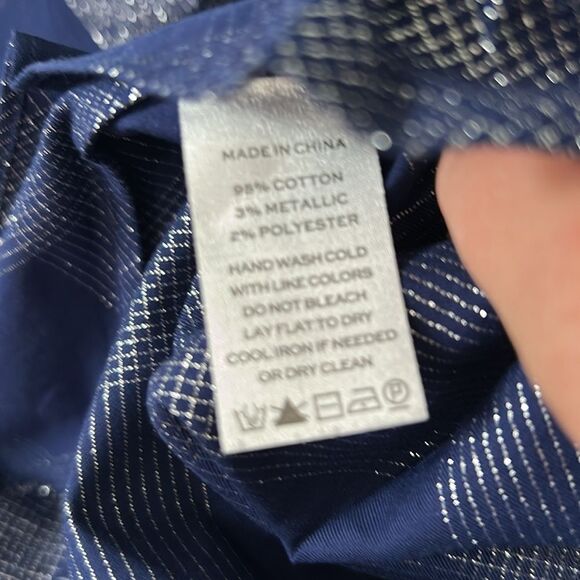 MADE IN CHINA
95% COTTON
3% METALLIC
2% POLYESTER
HAND WASH COLD
WITH LIKE COLORS
DO NOT BLEACH
LAY FLAT TO DRY
COOL IRON IF NEEDED
OR DRY CLEAN